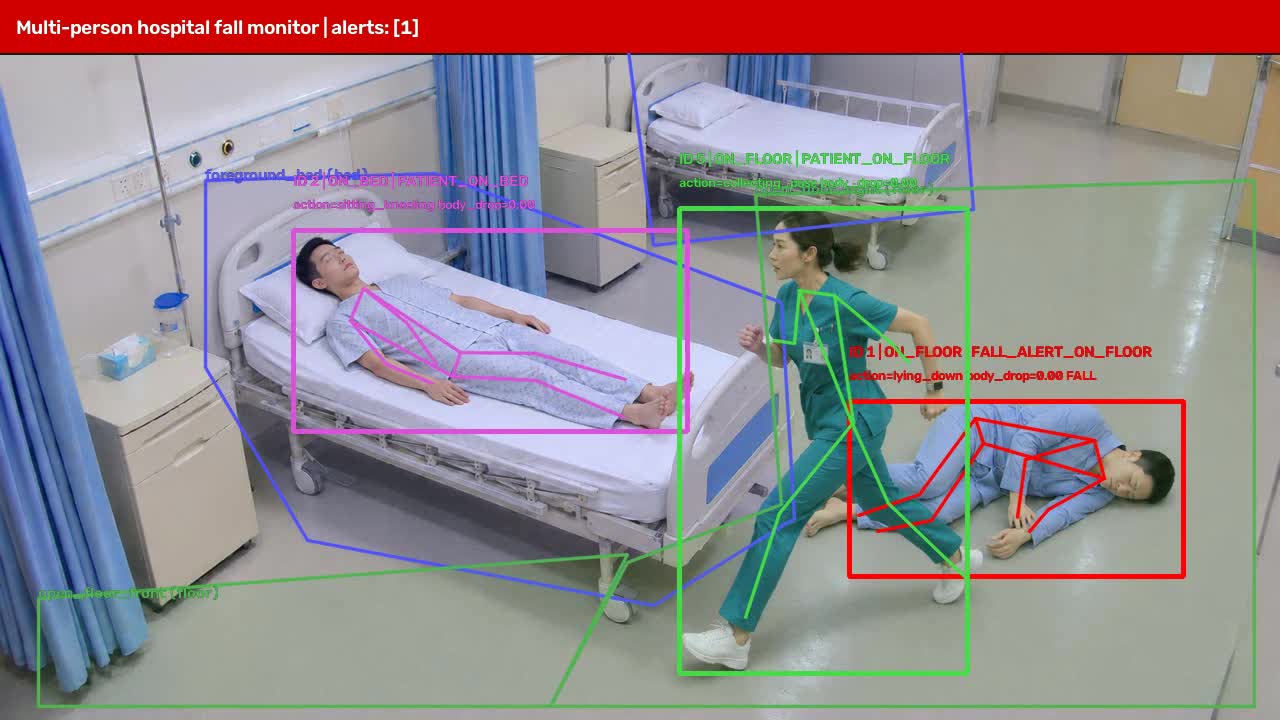 Multi-person hospital fall monitor | alerts: [1]
ID 5 | ON_FLOOR | PATIENT_ON_FLOOR
foreground_bed (bed)
ID 2 | ON_BED | PATIENT_ON_BED
action=sitting_kneeling body_drop=0.00
ID 1 | ON_FLOOR FALL_ALERT_ON_FLOOR
action=lying_down body_drop=0.00 FALL
open_floor_front (floor)